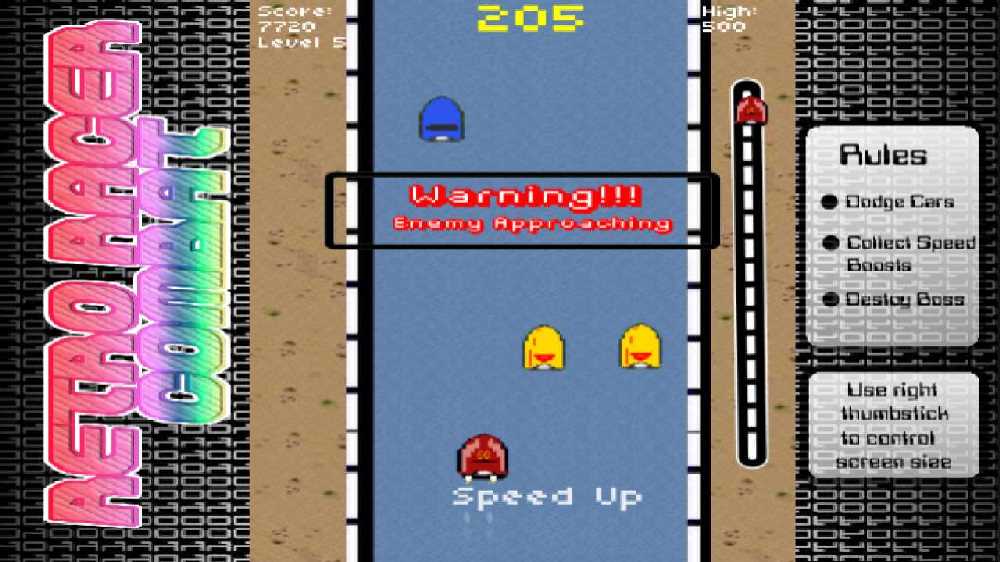 RETRO RACER
COMBAT
Score:
7720
Level 5
205
High:
500
Warning!!!
Enemy Approaching
Speed Up
Rules
Dodge Cars
Collect Speed
Boosts
Destoy Boss
Use right
thumbstick
to control
screen size